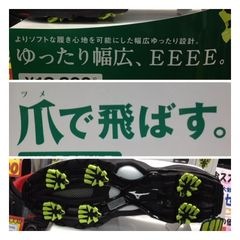 よりソフトな履き心地を可能にした幅広ゆったり設計。
ゆったり幅広、EEEE。
ツメ
爪で飛ばす。